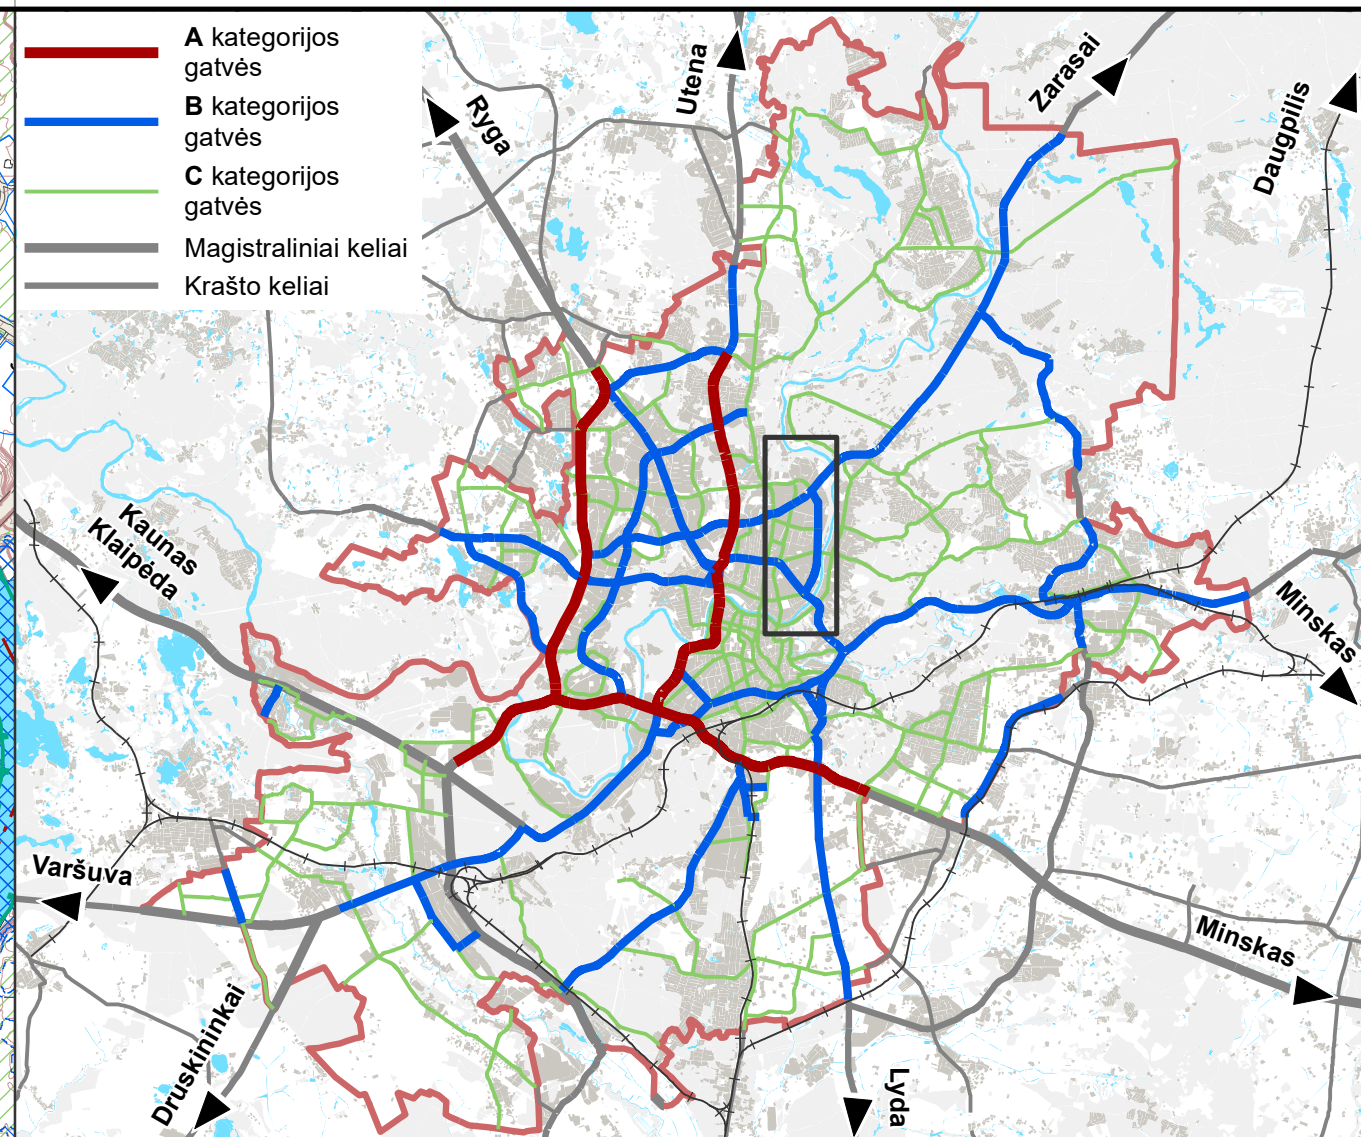 A kategorijos
gatvės
B kategorijos
gatvės
C kategorijos
gatvės
Magistraliniai keliai
Krašto keliai
Ryga
Utena
Zarasai
Daugpilis
Kaunas
Klaipėda
Minskas
Varšuva
Minskas
Druskininkai
Lyda